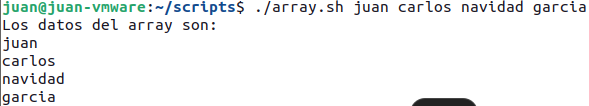 juan@juan-vmware:~/scripts$ ./array.sh juan carlos navidad garcia
Los datos del array son:
juan
carlos
navidad
garcia